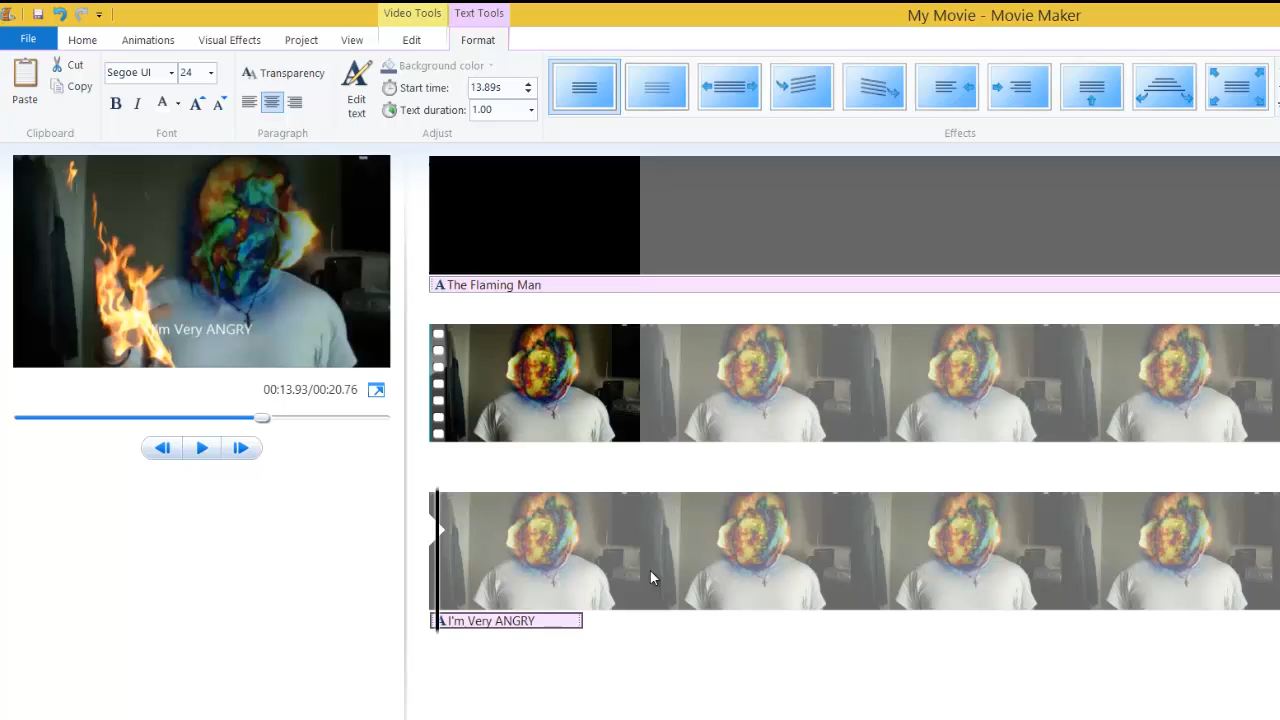 Video Tools
Text Tools
My Movie - Movie Maker
File
Home
Animations
Visual Effects
Project
View
Edit
Format
Paste
Cut
Copy
Clipboard
Segoe UI
24
B I A A A
Font
Transparency
Paragraph
Edit text
Background color
Start time: 13.89s
Text duration: 1.00
Adjust
Effects
I'm Very ANGRY
00:13.93/00:20.76
A The Flaming Man
A I'm Very ANGRY